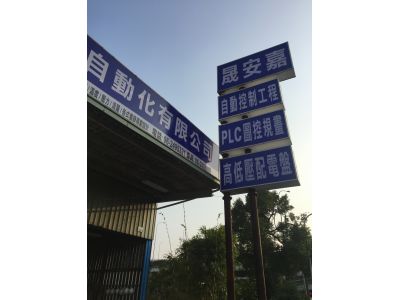 自動化有限公司
晟安嘉
自動控制工程
PLC圖控規畫
高低壓配電盤